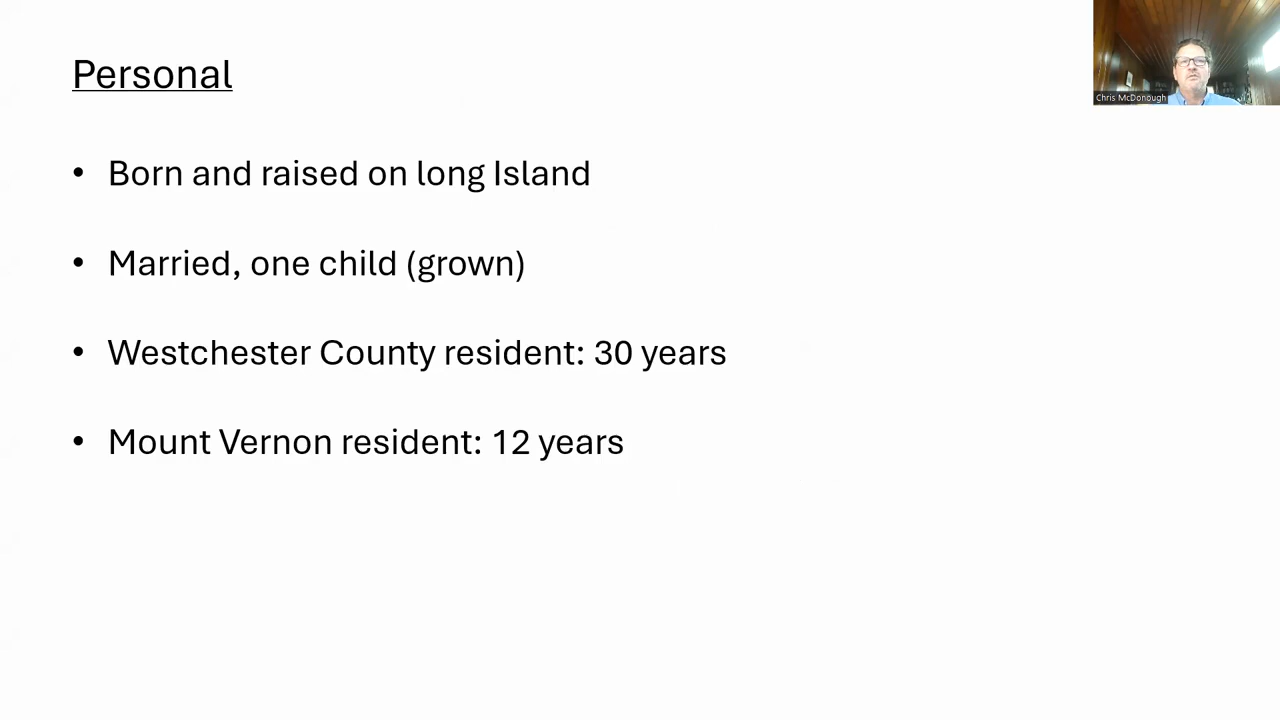 Personal
• Born and raised on long Island
• Married, one child (grown)
• Westchester County resident: 30 years
• Mount Vernon resident: 12 years
Chris McDonough